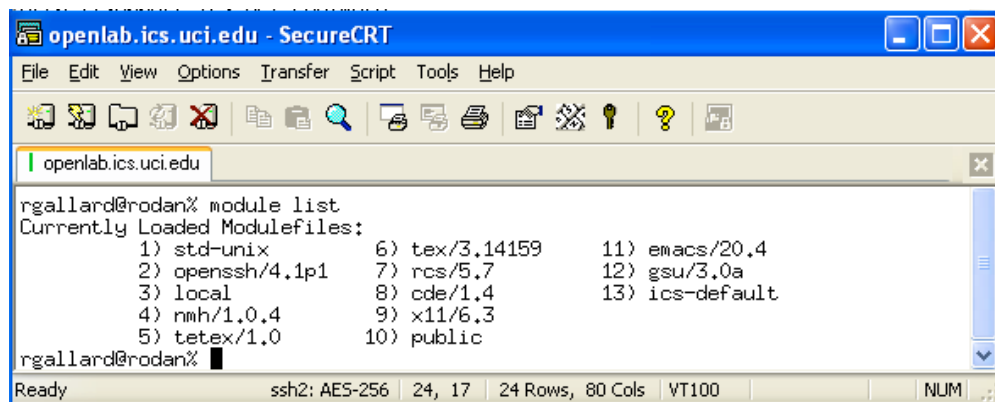 openlab.ics.uci.edu - SecureCRT
File Edit View Options Transfer Script Tools Help
openlab.ics.uci.edu
rgallard@rodan% module list
Currently Loaded Modulefiles:
1) std-unix 6) tex/3.14159 11) emacs/20.4
2) openssh/4.1p1 7) rcs/5.7 12) gsu/3.0a
3) local 8) cde/1.4 13) ics-default
4) nmh/1.0.4 9) x11/6.3
5) tetex/1.0 10) public
rgallard@rodan%
Ready ssh2: AES-256 24, 17 24 Rows, 80 Cols VT100 NUM